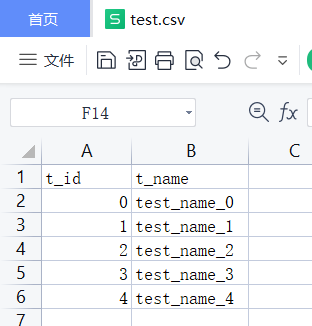 首页 S test.csv
文件
F14 fx
A B C
1 t_id t_name
2 0 test_name_0
3 1 test_name_1
4 2 test_name_2
5 3 test_name_3
6 4 test_name_4
7